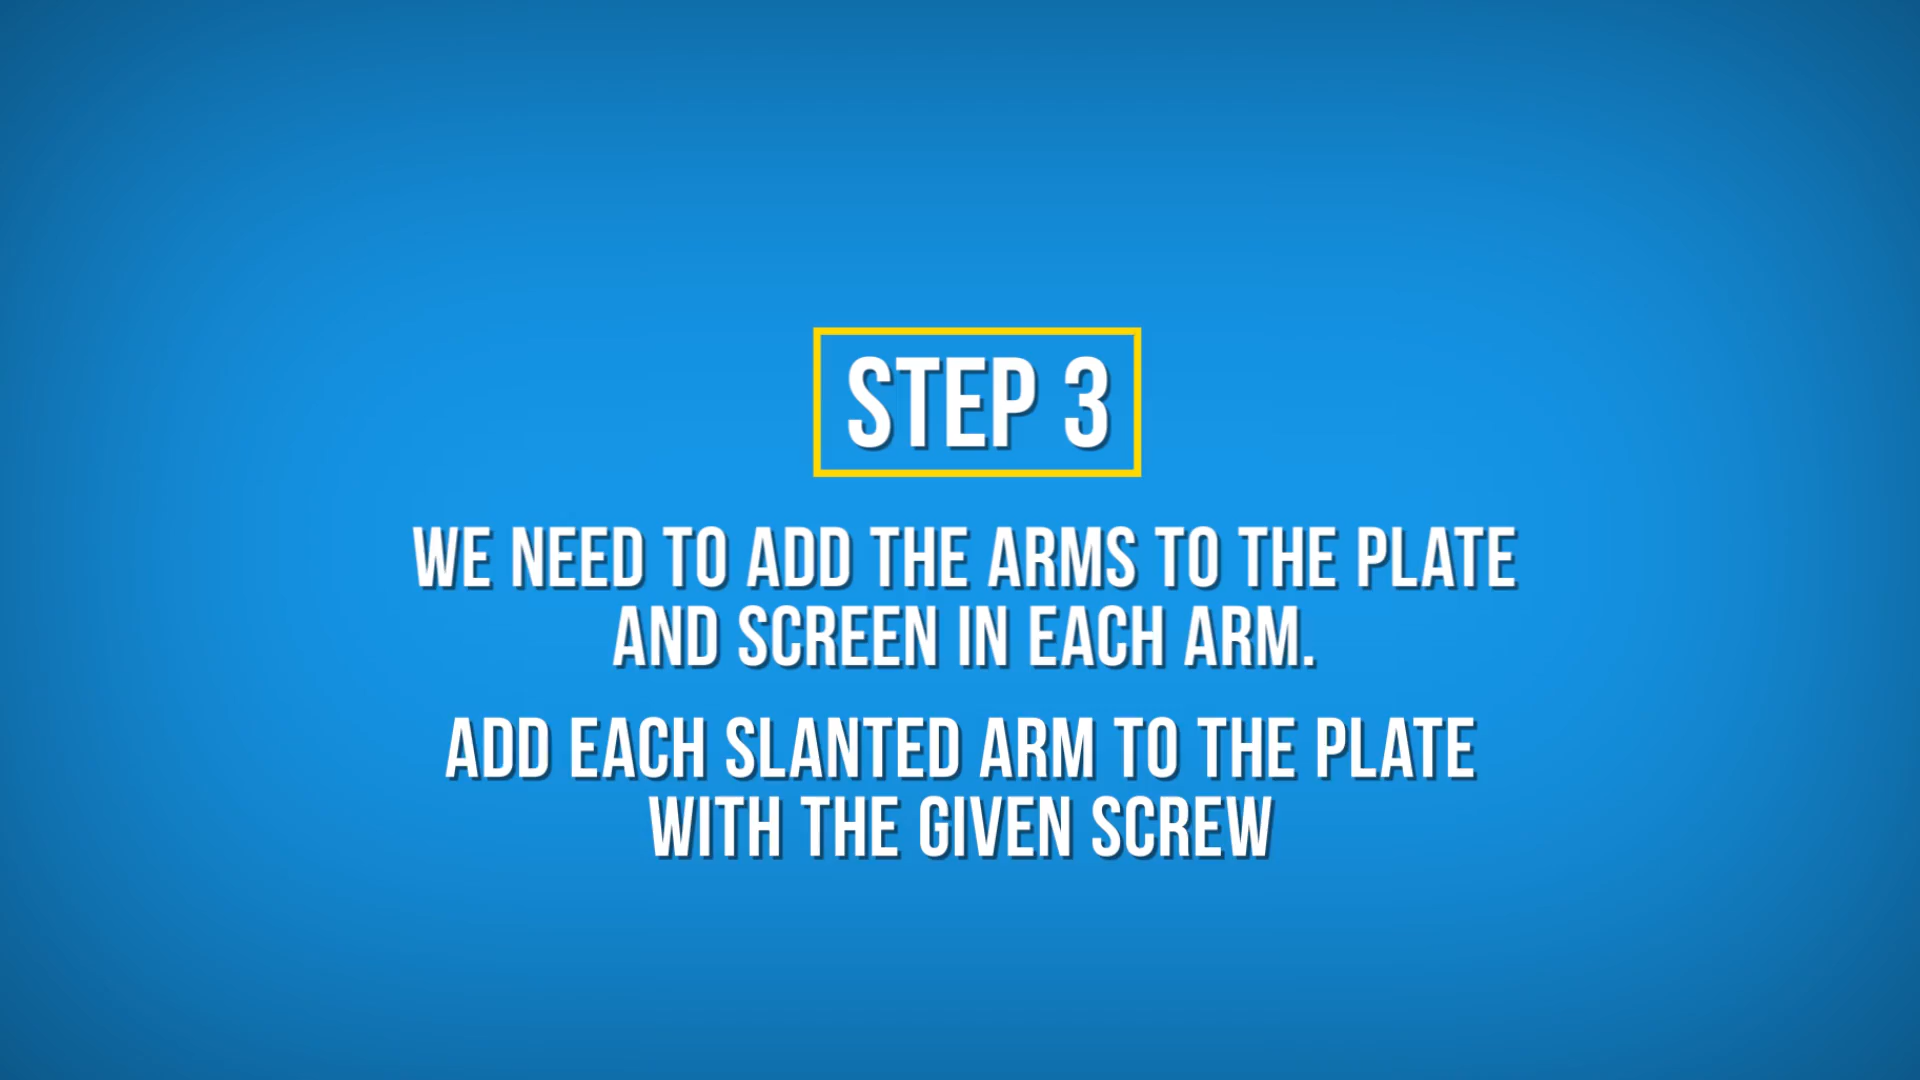 STEP 3
WE NEED TO ADD THE ARMS TO THE PLATE
AND SCREEN IN EACH ARM.
ADD EACH SLANTED ARM TO THE PLATE
WITH THE GIVEN SCREW